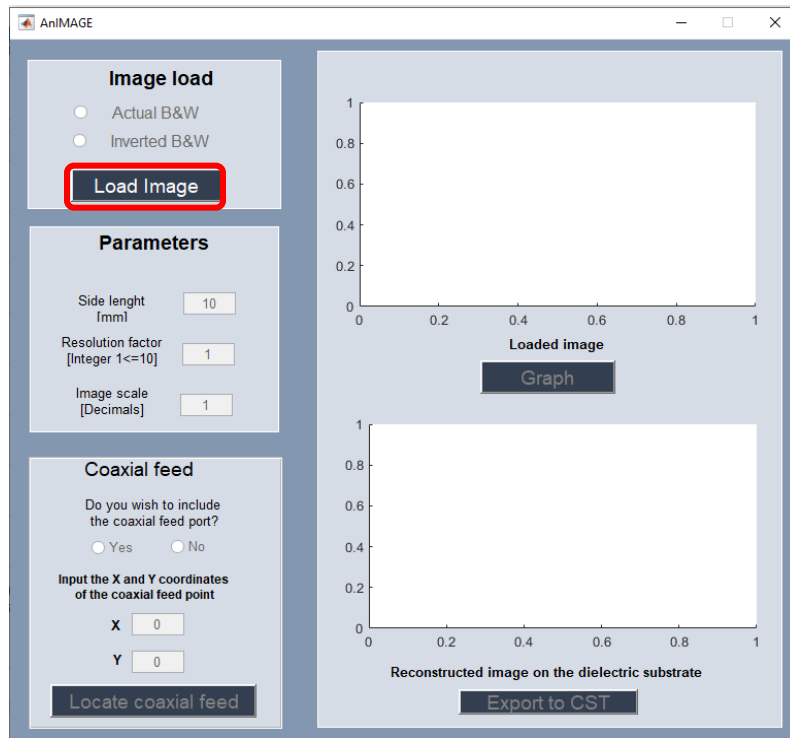 AnIMAGE
Image load
Actual B&W
Inverted B&W
Load Image
Parameters
Side lenght
[mm]
10
Resolution factor
[Integer 1<=10]
1
Image scale
[Decimals]
1
Coaxial feed
Do you wish to include
the coaxial feed port?
Yes
No
Input the X and Y coordinates
of the coaxial feed point
X
0
Y
0
Locate coaxial feed
1
0.8
0.6
0.4
0.2
0
0 0.2 0.4 0.6 0.8 1
Loaded image
Graph
1
0.8
0.6
0.4
0.2
0
0 0.2 0.4 0.6 0.8 1
Reconstructed image on the dielectric substrate
Export to CST